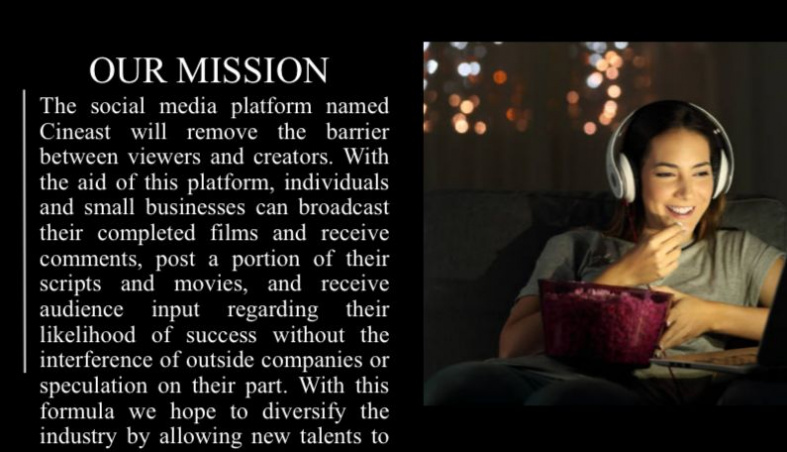 OUR MISSION
The social media platform named
Cineast will remove the barrier
between viewers and creators. With
the aid of this platform, individuals
and small businesses can broadcast
their completed films and receive
comments, post a portion of their
scripts and movies, and receive
audience input regarding their
likelihood of success without the
interference of outside companies or
speculation on their part. With this
formula we hope to diversify the
industry by allowing new talents to